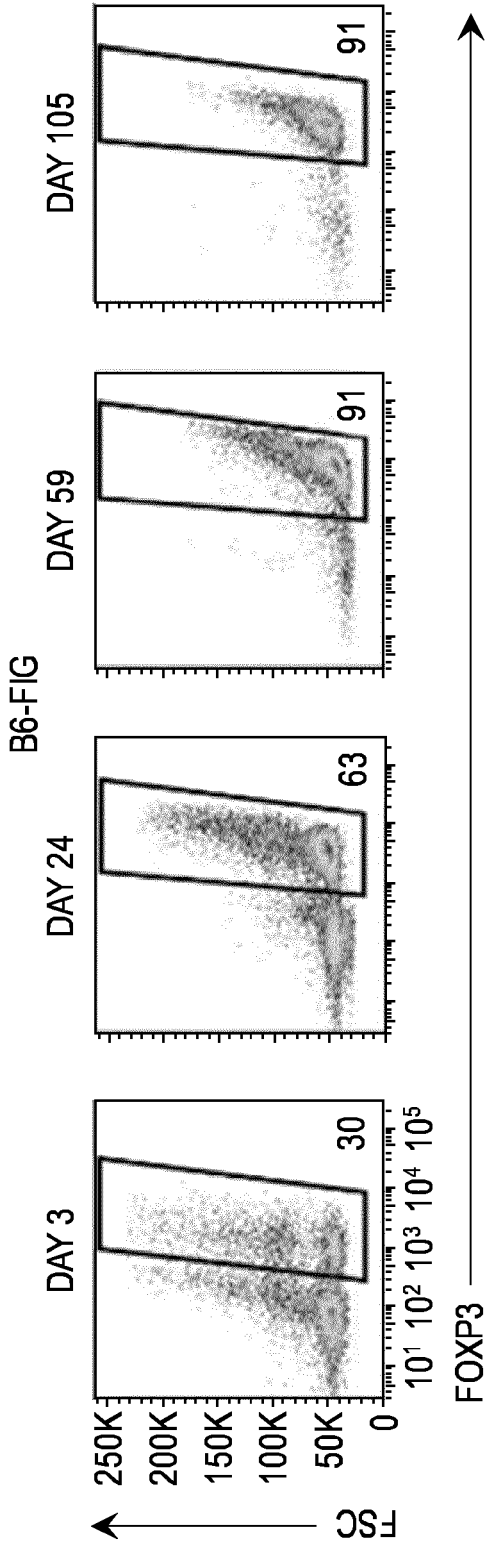 B6-FIG
DAY 3
DAY 24
DAY 59
DAY 105
250K
200K
150K
100K
50K
0
FSC
30
63
91
91
10¹ 10² 10³ 10⁴ 10⁵
FOXP3